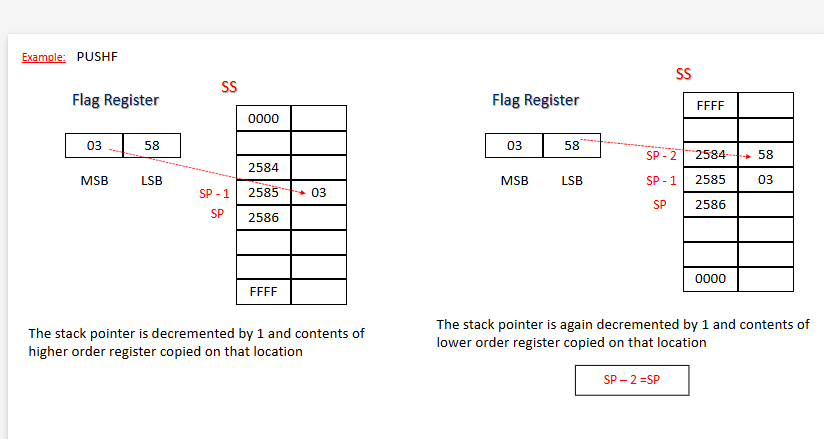 Example: PUSHF
SS
Flag Register
0000
03 58
MSB LSB
2584
SP - 1 2585 03
SP 2586
FFFF
The stack pointer is decremented by 1 and contents of
higher order register copied on that location
SS
Flag Register
FFFF
03 58
MSB LSB
SP - 2 2584 58
SP - 1 2585 03
SP 2586
0000
The stack pointer is again decremented by 1 and contents of
lower order register copied on that location
SP – 2 =SP